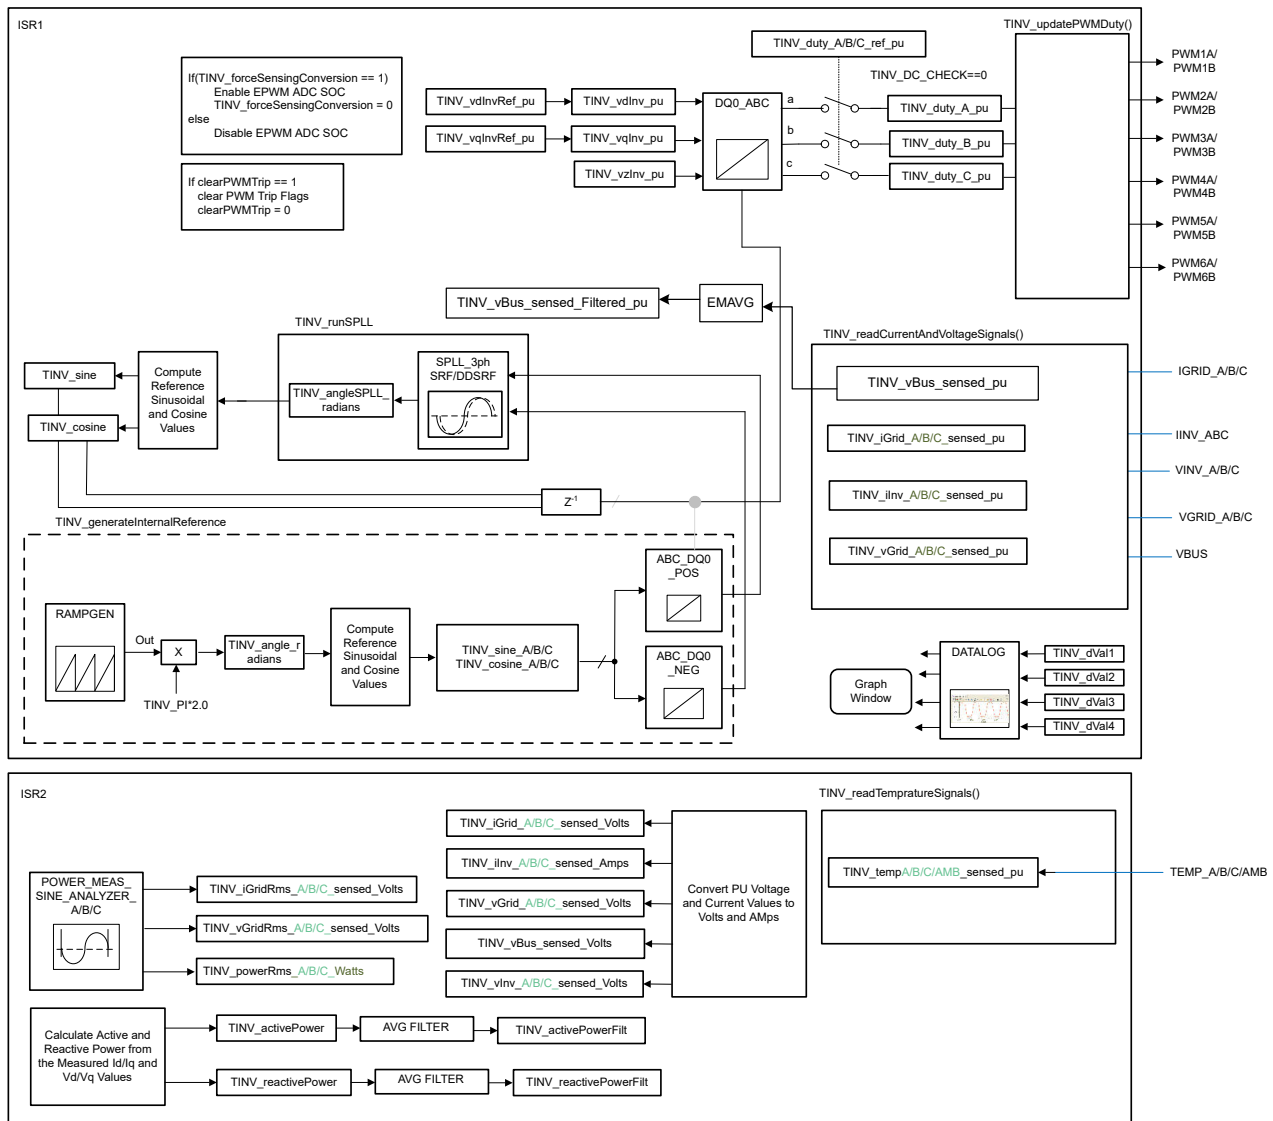 ISR1
If(TINV_forceSensingConversion == 1)
Enable EPWM ADC SOC
TINV_forceSensingConversion = 0
else
Disable EPWM ADC SOC
If clearPWMTrip == 1
clear PWM Trip Flags
clearPWMTrip = 0
TINV_duty_A/B/C_ref_pu
TINV_DC_CHECK==0
TINV_updatePWMDuty()
TINV_vdInvRef_pu
TINV_vdInv_pu
TINV_vqInvRef_pu
TINV_vqInv_pu
TINV_vzInv_pu
DQ0_ABC
a
b
c
TINV_duty_A_pu
TINV_duty_B_pu
TINV_duty_C_pu
PWM1A/
PWM1B
PWM2A/
PWM2B
PWM3A/
PWM3B
PWM4A/
PWM4B
PWM5A/
PWM5B
PWM6A/
PWM6B
TINV_vBus_sensed_Filtered_pu
EMAVG
TINV_readCurrentAndVoltageSignals()
TINV_vBus_sensed_pu
TINV_iGrid_A/B/C_sensed_pu
TINV_iInv_A/B/C_sensed_pu
TINV_vGrid_A/B/C_sensed_pu
IGRID_A/B/C
IINV_ABC
VINV_A/B/C
VGRID_A/B/C
VBUS
TINV_runSPLL
SPLL_3ph
SRF/DDSRF
TINV_angleSPLL_
radians
Compute
Reference
Sinusoidal
and Cosine
Values
TINV_sine
TINV_cosine
Z-1
TINV_generateInternalReference
RAMPGEN
Out
X
TINV_PI*2.0
TINV_angle_r
adians
Compute
Reference
Sinusoidal
and Cosine
Values
TINV_sine_A/B/C
TINV_cosine_A/B/C
ABC_DQ0
_POS
ABC_DQ0
_NEG
Graph
Window
DATALOG
TINV_dVal1
TINV_dVal2
TINV_dVal3
TINV_dVal4
ISR2
POWER_MEAS_
SINE_ANALYZER_
A/B/C
TINV_iGridRms_A/B/C_sensed_Volts
TINV_vGridRms_A/B/C_sensed_Volts
TINV_powerRms_A/B/C_Watts
TINV_iGrid_A/B/C_sensed_Volts
TINV_iInv_A/B/C_sensed_Amps
TINV_vGrid_A/B/C_sensed_Volts
TINV_vBus_sensed_Volts
TINV_vInv_A/B/C_sensed_Volts
Convert PU Voltage
and Current Values to
Volts and AMps
TINV_readTempratureSignals()
TINV_tempA/B/C/AMB_sensed_pu
TEMP_A/B/C/AMB
Calculate Active and
Reactive Power from
the Measured Id/Iq and
Vd/Vq Values
TINV_activePower
AVG FILTER
TINV_activePowerFilt
TINV_reactivePower
AVG FILTER
TINV_reactivePowerFilt